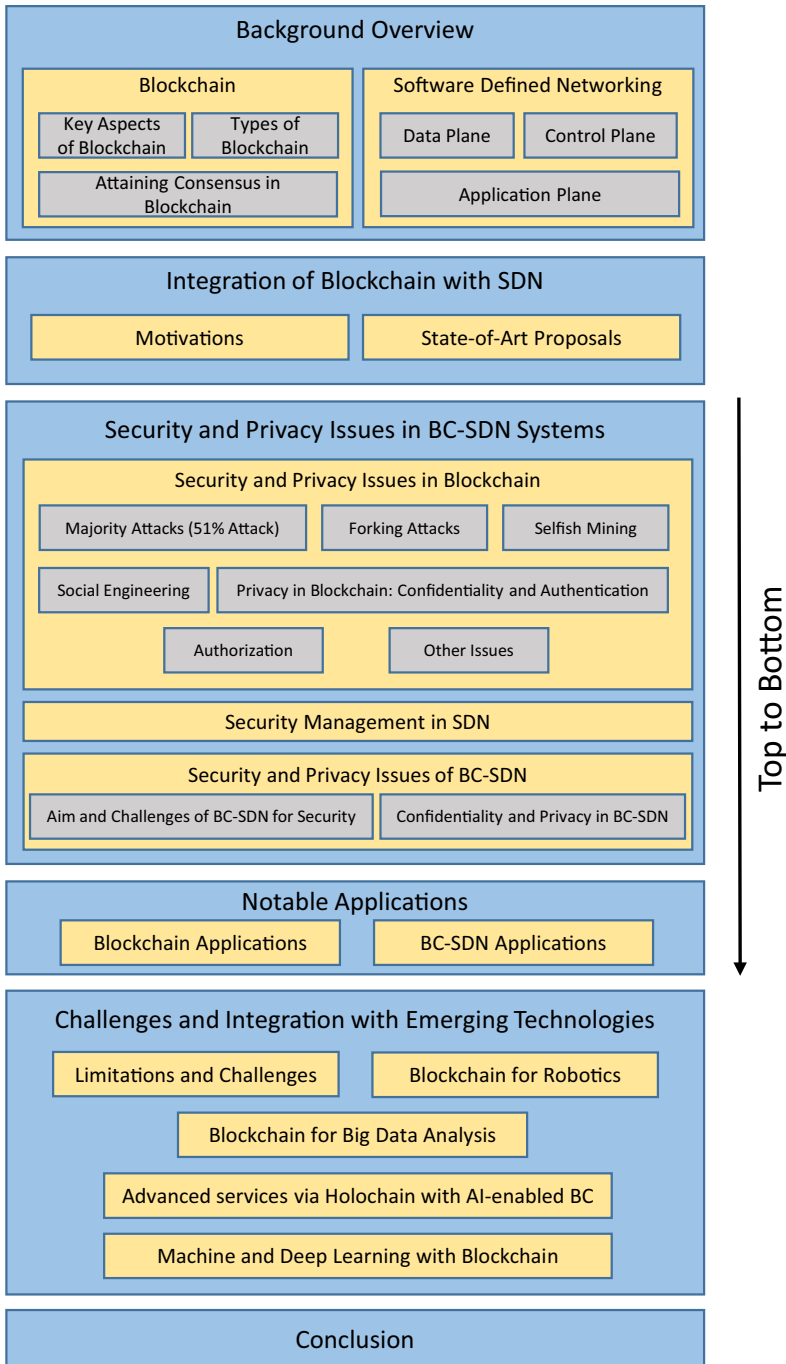 Background Overview
Blockchain
Key Aspects
of Blockchain
Types of
Blockchain
Attaining Consensus in
Blockchain
Software Defined Networking
Data Plane
Control Plane
Application Plane
Integration of Blockchain with SDN
Motivations
State-of-Art Proposals
Security and Privacy Issues in BC-SDN Systems
Security and Privacy Issues in Blockchain
Majority Attacks (51% Attack)
Forking Attacks
Selfish Mining
Social Engineering
Privacy in Blockchain: Confidentiality and Authentication
Authorization
Other Issues
Security Management in SDN
Security and Privacy Issues of BC-SDN
Aim and Challenges of BC-SDN for Security
Confidentiality and Privacy in BC-SDN
Notable Applications
Blockchain Applications
BC-SDN Applications
Challenges and Integration with Emerging Technologies
Limitations and Challenges
Blockchain for Robotics
Blockchain for Big Data Analysis
Advanced services via Holochain with AI-enabled BC
Machine and Deep Learning with Blockchain
Conclusion
Top to Bottom